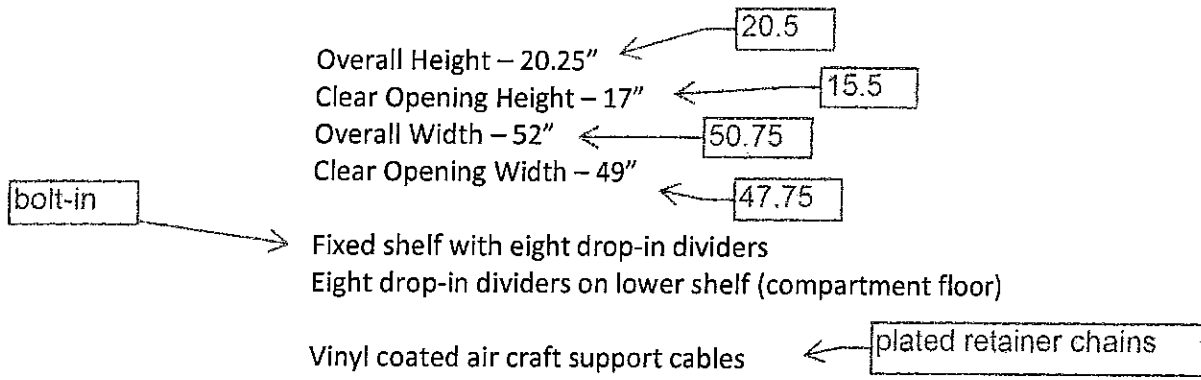 20.5
Overall Height – 20.25"
Clear Opening Height – 17"
15.5
Overall Width – 52"
50.75
Clear Opening Width – 49"
47.75
bolt-in
Fixed shelf with eight drop-in dividers
Eight drop-in dividers on lower shelf (compartment floor)
plated retainer chains
Vinyl coated air craft support cables